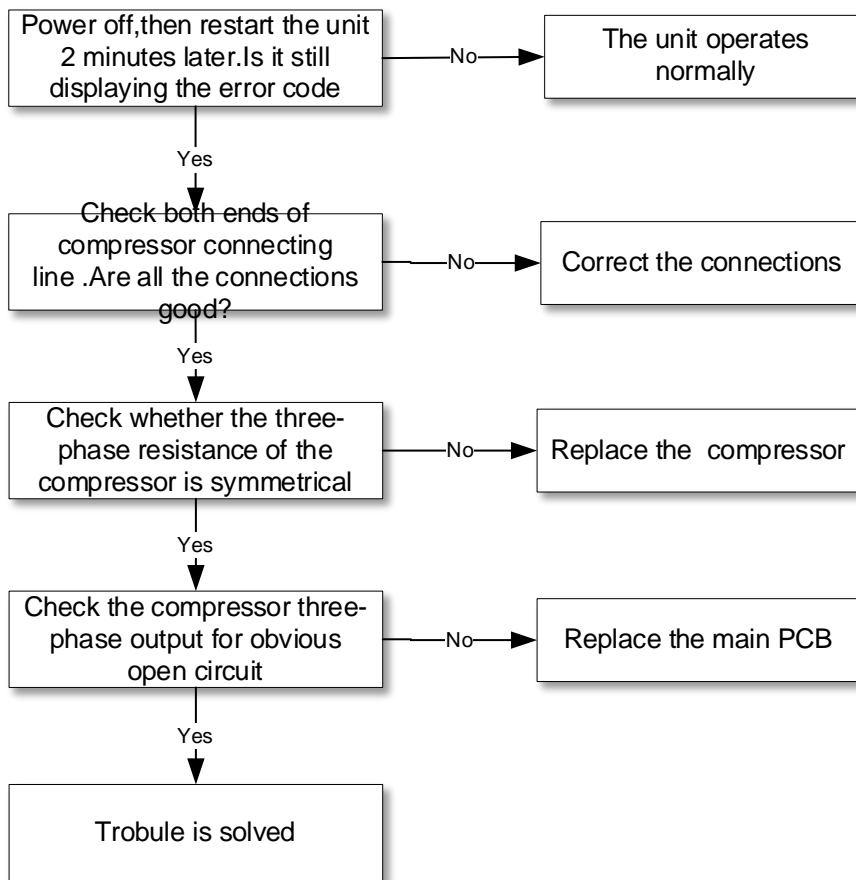 Power off,then restart the unit
2 minutes later.Is it still
displaying the error code
No
The unit operates
normally
Yes
Check both ends of
compressor connecting
line .Are all the connections
good?
No
Correct the connections
Yes
Check whether the three-
phase resistance of the
compressor is symmetrical
No
Replace the  compressor
Yes
Check the compressor three-
phase output for obvious
open circuit
No
Replace the main PCB
Yes
Trobule is solved